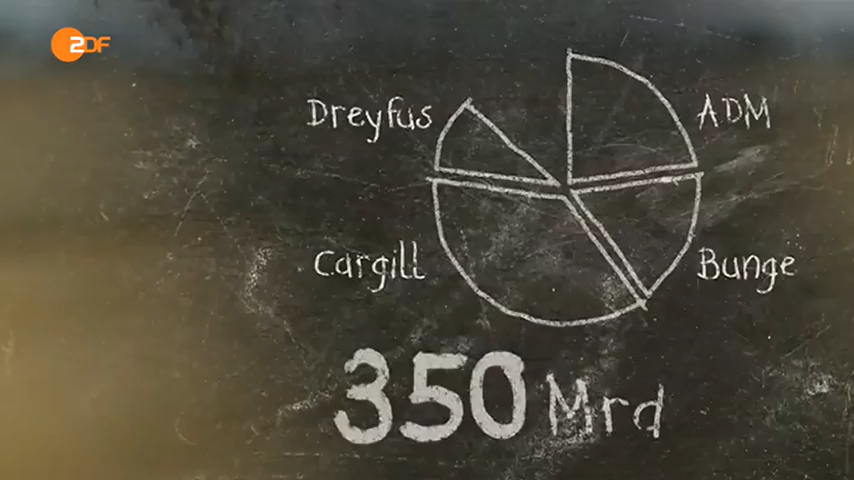 ZDF
Dreyfus
ADM
Cargill
Bunge
350 Mrd